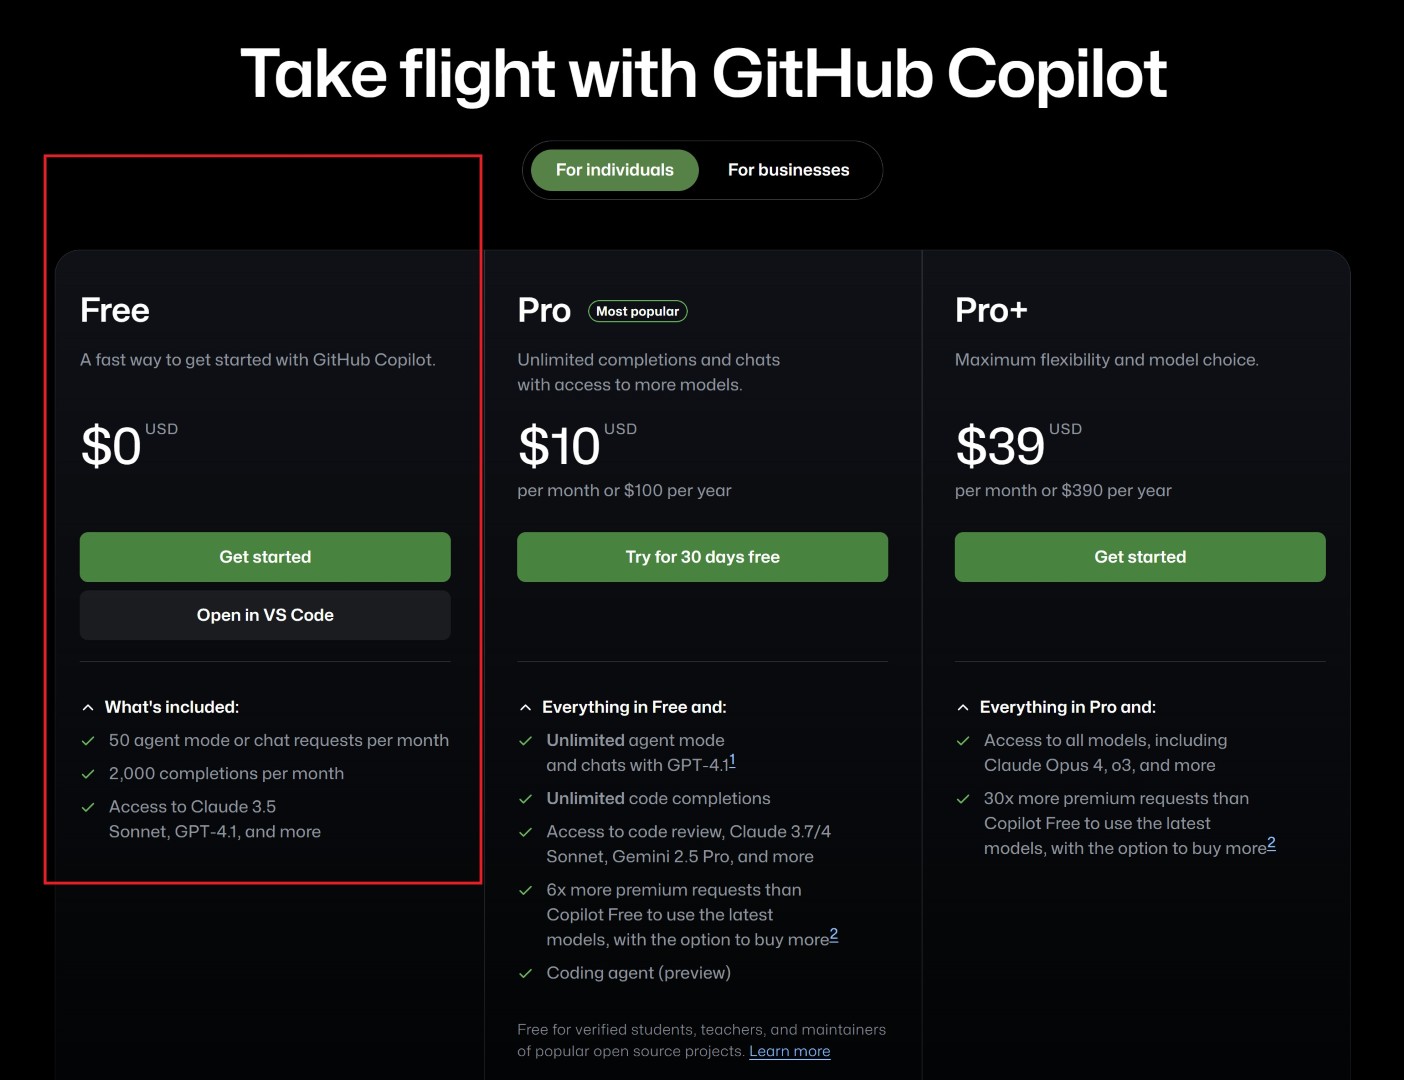 Take flight with GitHub Copilot
For individuals
For businesses
Free
A fast way to get started with GitHub Copilot.
$0 USD
Get started
Open in VS Code
What's included:
50 agent mode or chat requests per month
2,000 completions per month
Access to Claude 3.5
Sonnet, GPT-4.1, and more
Pro Most popular
Unlimited completions and chats
with access to more models.
$10 USD
per month or $100 per year
Try for 30 days free
Everything in Free and:
Unlimited agent mode
and chats with GPT-4.1¹
Unlimited code completions
Access to code review, Claude 3.7/4
Sonnet, Gemini 2.5 Pro, and more
6x more premium requests than
Copilot Free to use the latest
models, with the option to buy more²
Coding agent (preview)
Free for verified students, teachers, and maintainers
of popular open source projects. Learn more
Pro+
Maximum flexibility and model choice.
$39 USD
per month or $390 per year
Get started
Everything in Pro and:
Access to all models, including
Claude Opus 4, o3, and more
30x more premium requests than
Copilot Free to use the latest
models, with the option to buy more²